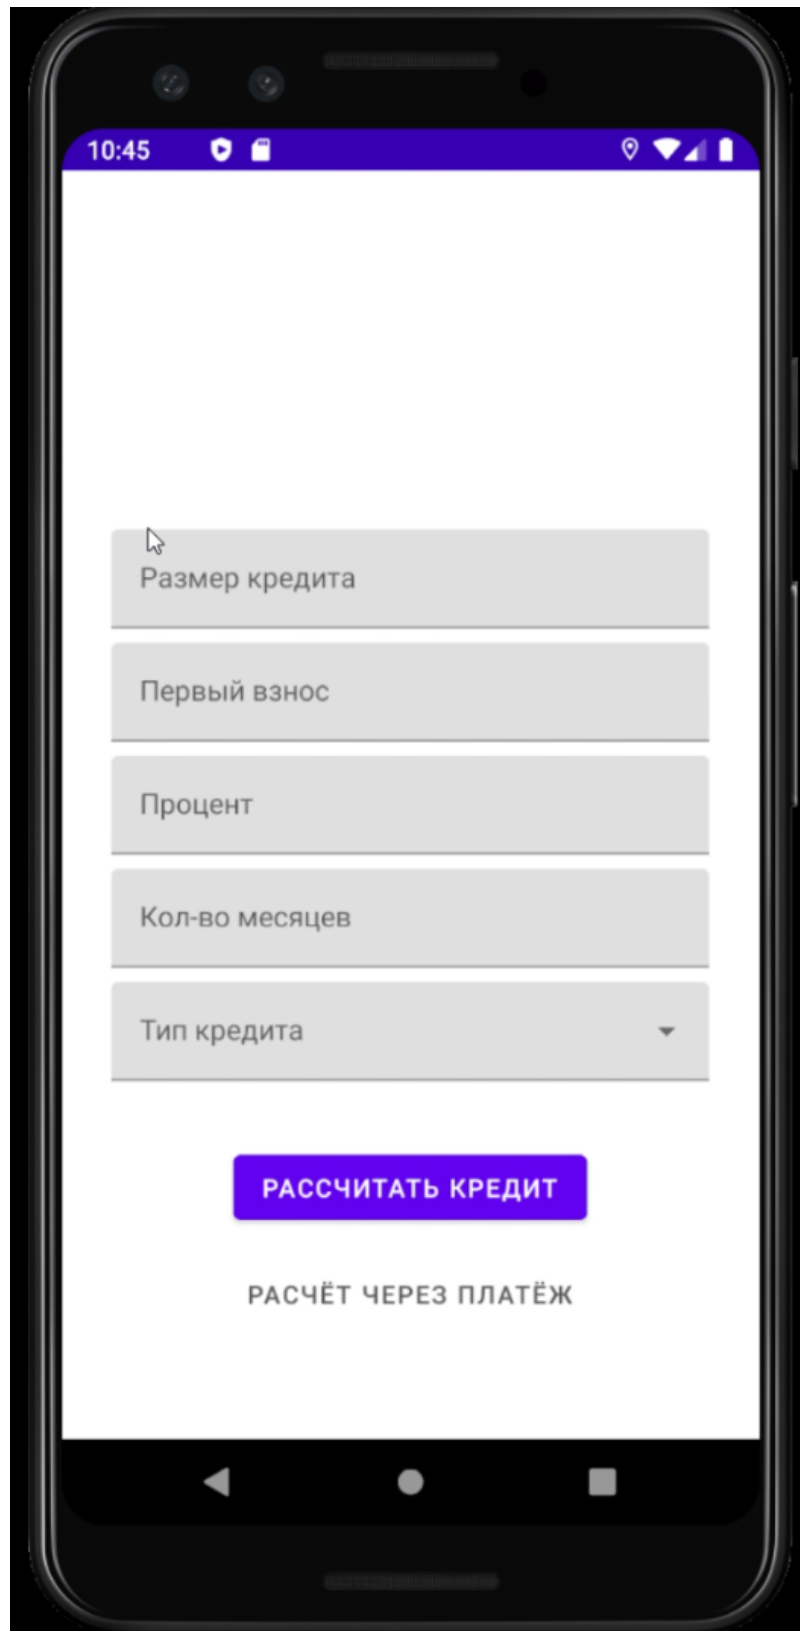 10:45
Размер кредита
Первый взнос
Процент
Кол-во месяцев
Тип кредита
РАССЧИТАТЬ КРЕДИТ
РАСЧЁТ ЧЕРЕЗ ПЛАТЁЖ